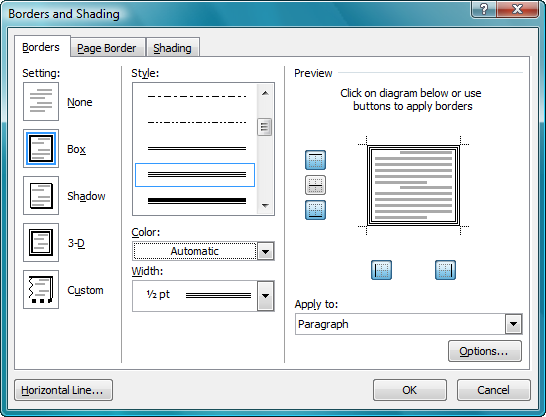 Borders and Shading
Borders
Page Border
Shading
Setting:
None
Box
Shadow
3-D
Custom
Style:
Color:
Automatic
Width:
½ pt
Preview
Click on diagram below or use
buttons to apply borders
Apply to:
Paragraph
Options...
Horizontal Line...
OK
Cancel